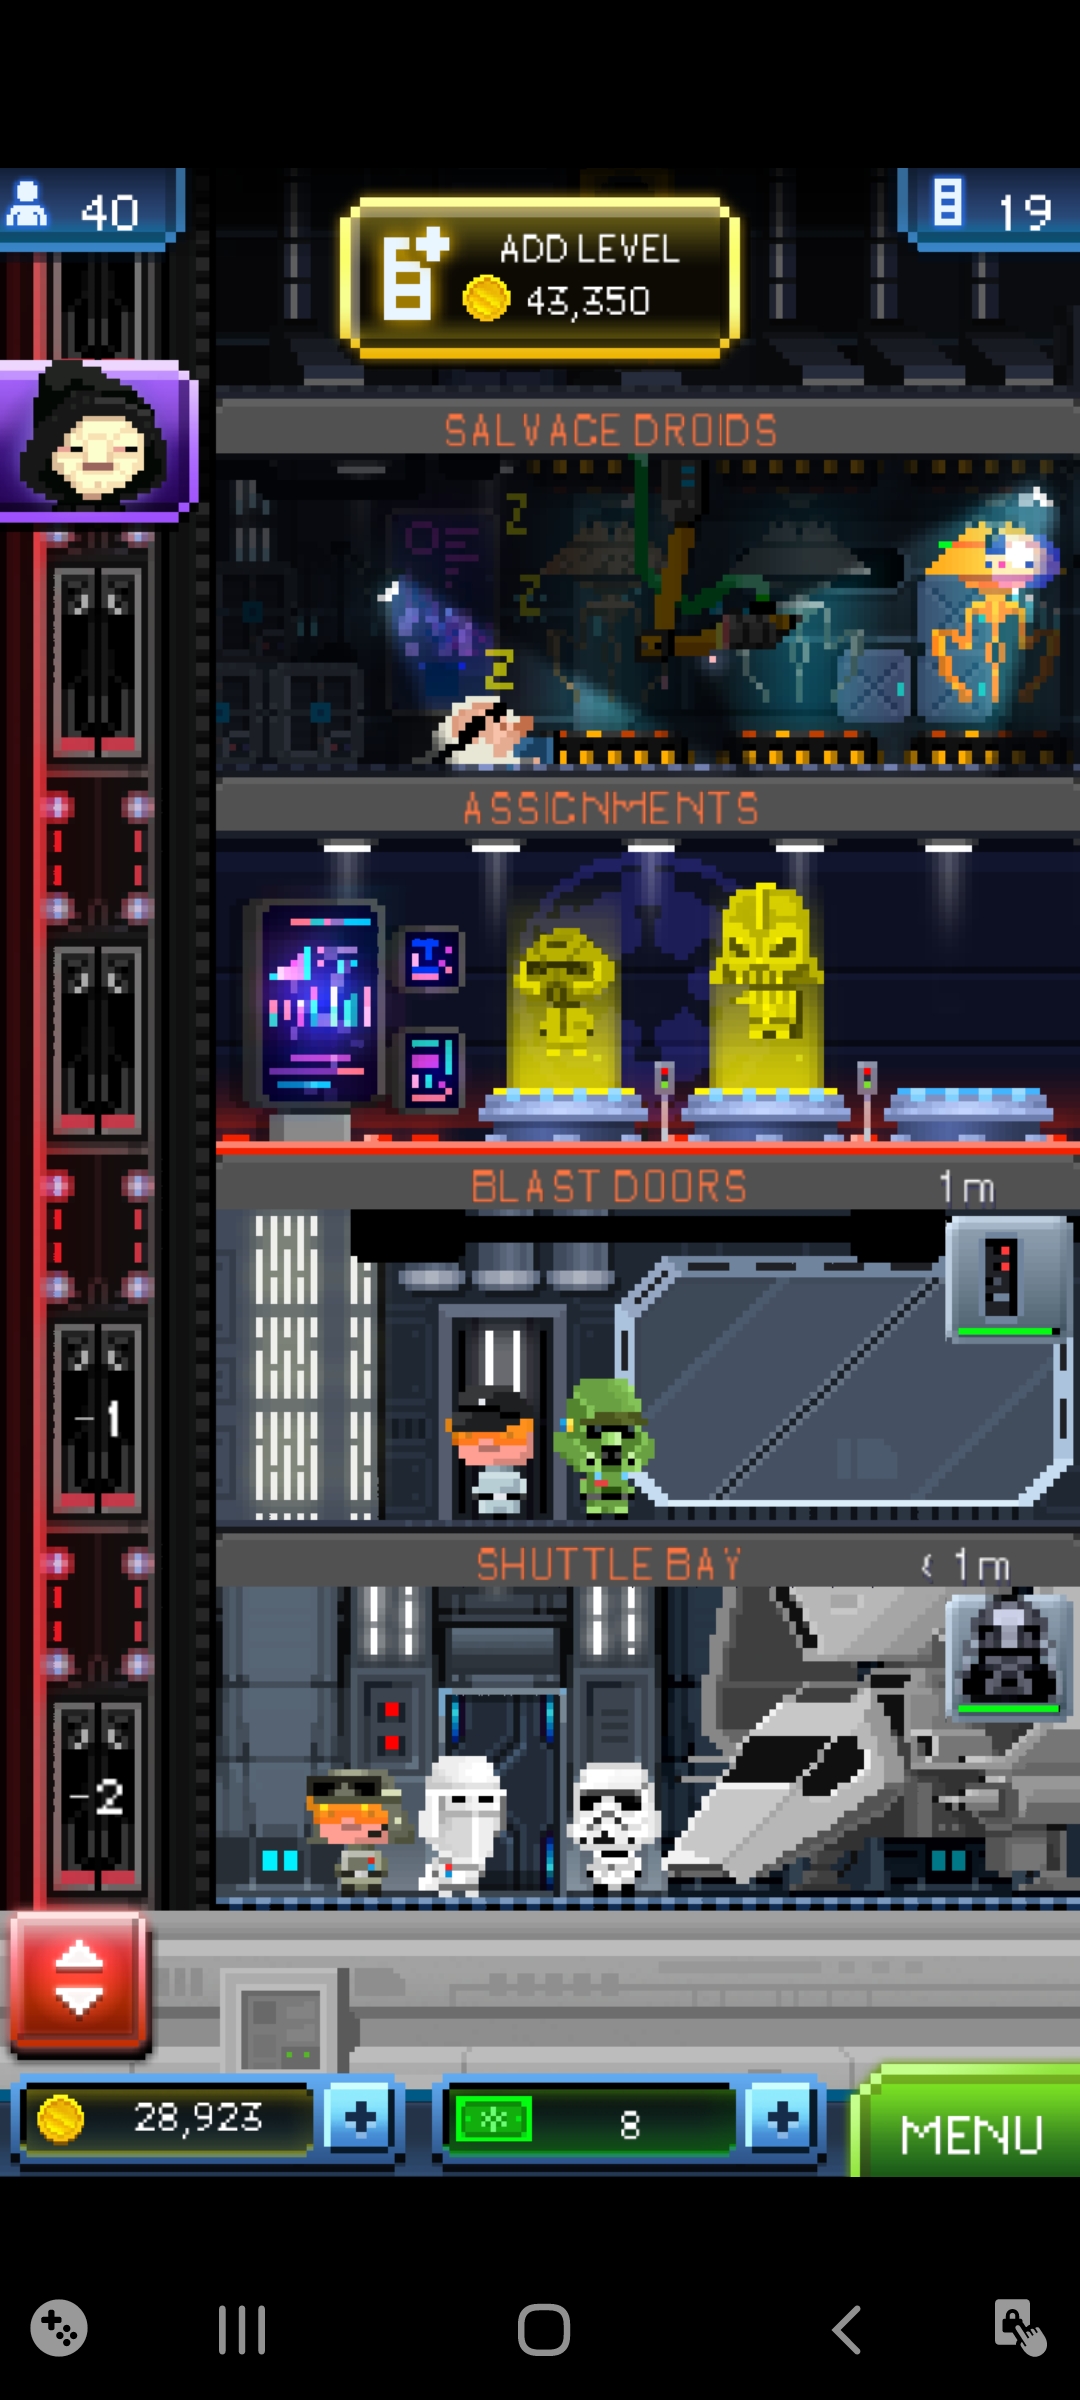 40
ADD LEVEL
43,350
19
SALVAGE DROIDS
Z
Z
Z
ASSIGNMENTS
BLAST DOORS 1m
-1
SHUTTLE BAY < 1m
-2
28,923
8
MENU